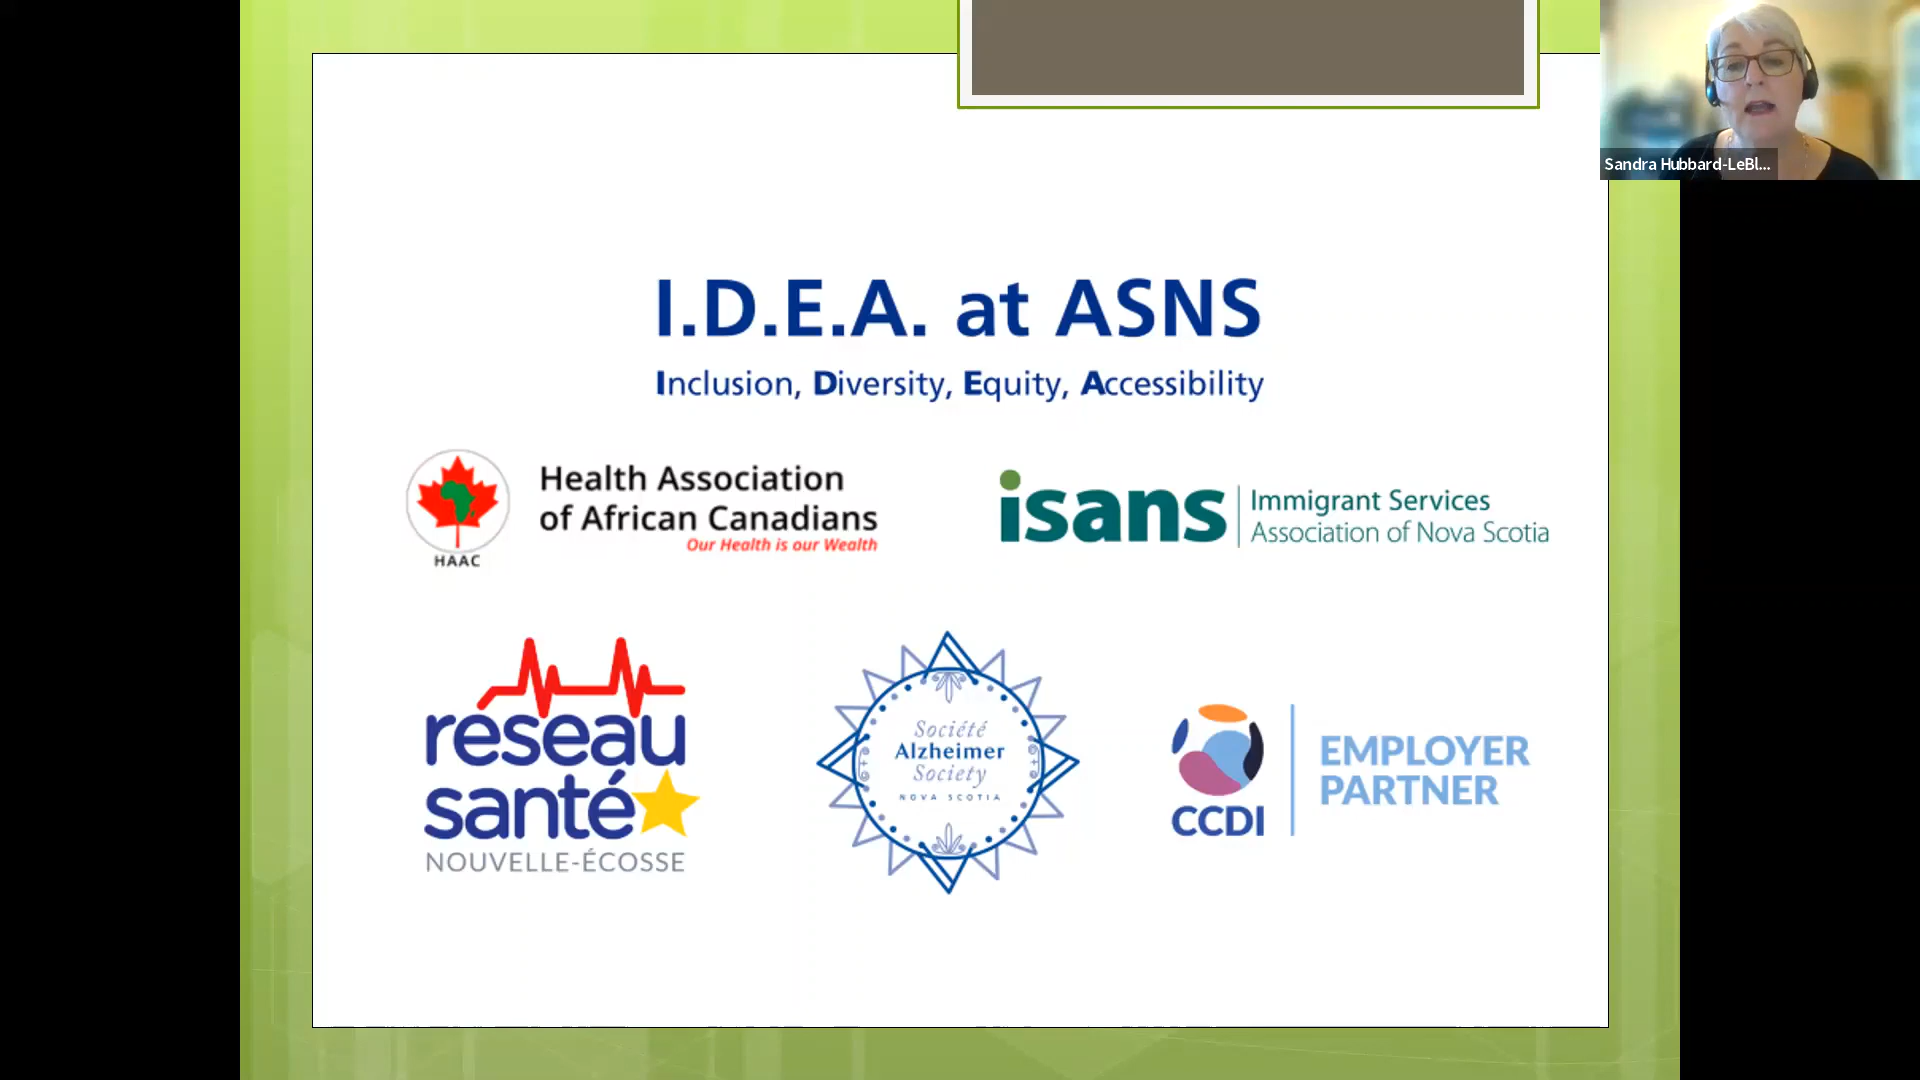 Sandra Hubbard-LeBl...
I.D.E.A. at ASNS
Inclusion, Diversity, Equity, Accessibility
Health Association
of African Canadians
Our Health is our Wealth
HAAC
isans
Immigrant Services
Association of Nova Scotia
reseau
santé
NOUVELLE-ÉCOSSE
Société
Alzheimer
Society
NOVA SCOTIA
CCDI
EMPLOYER
PARTNER